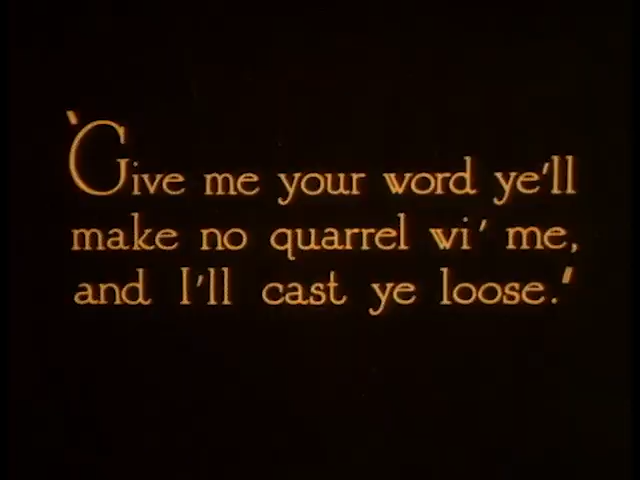 "Give me your word ye'll
make no quarrel wi' me,
and I'll cast ye loose."